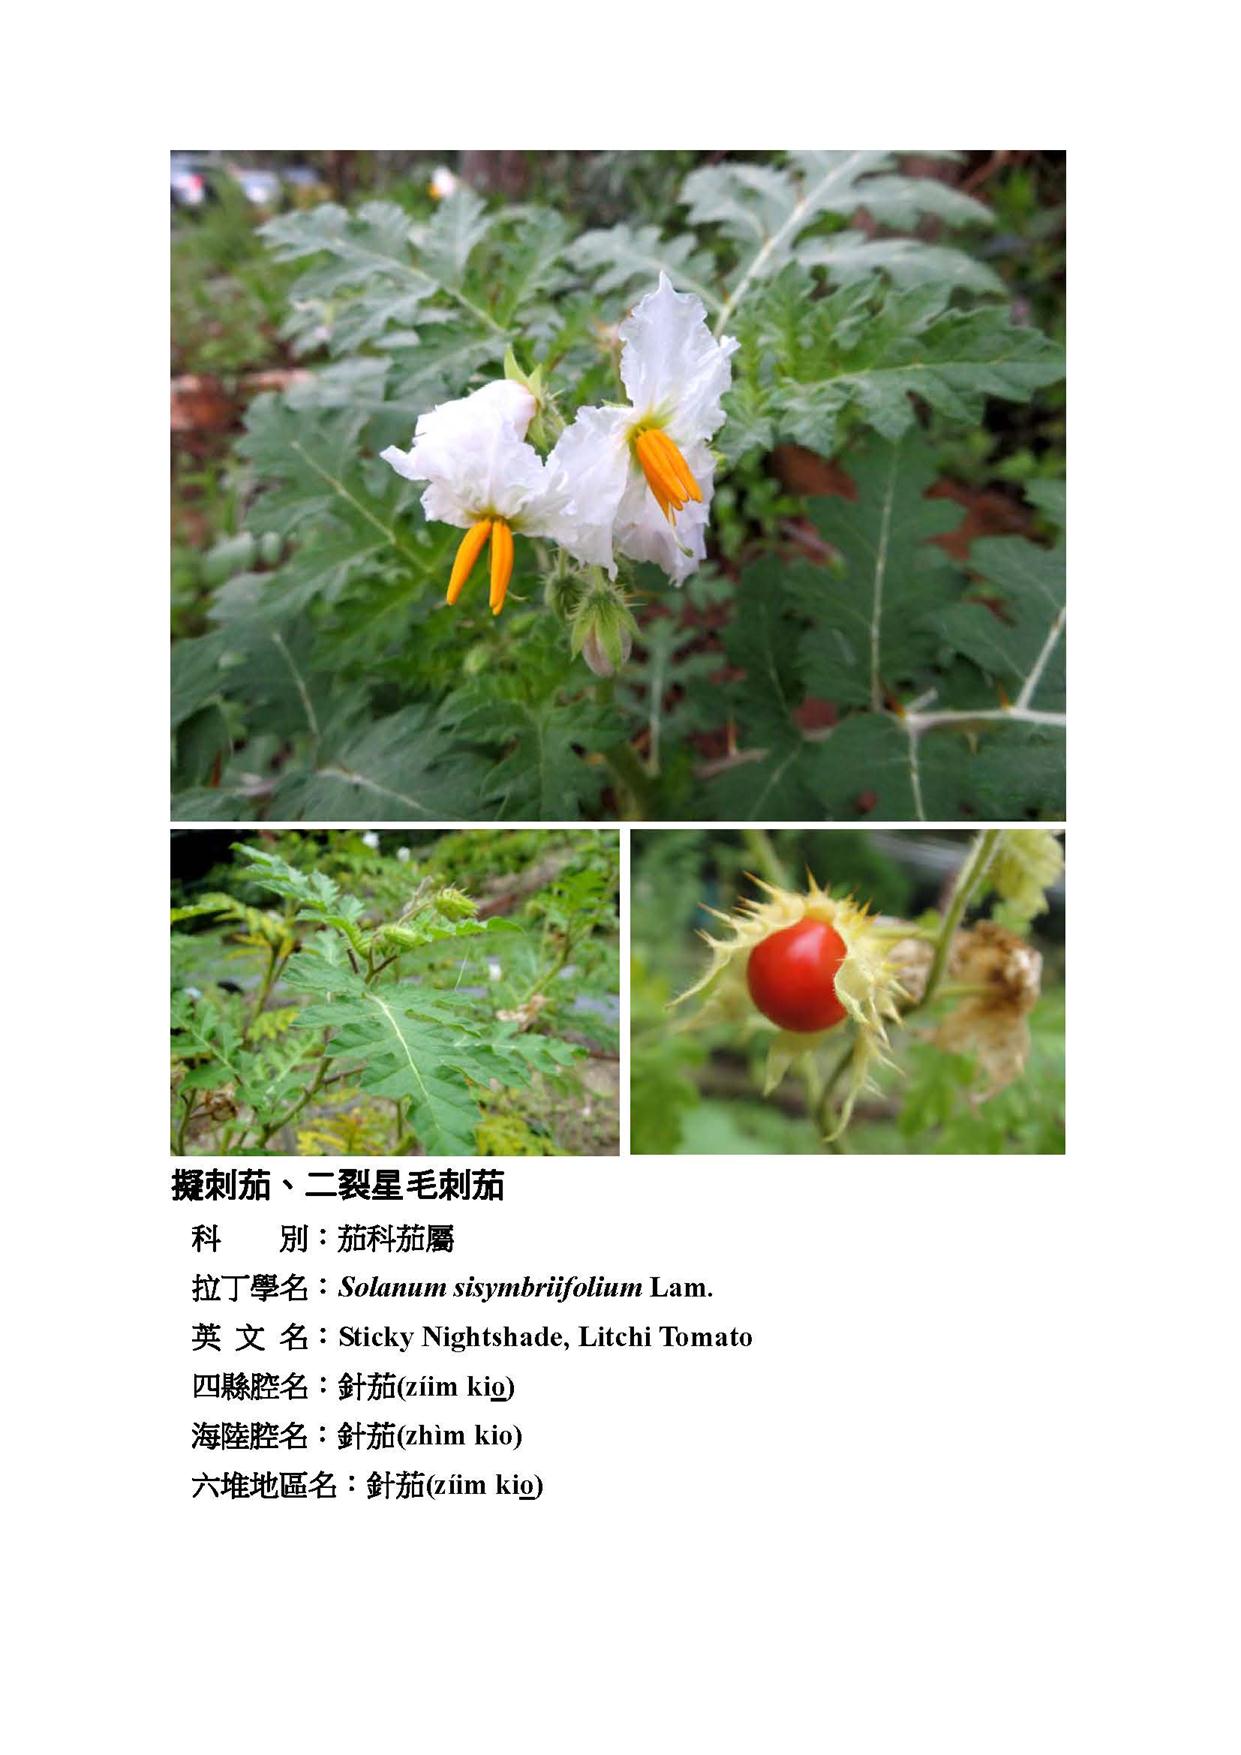 擬刺茄、二裂星毛刺茄
科　　別：茄科茄屬
拉丁學名：Solanum sisymbriifolium Lam.
英 文 名：Sticky Nightshade, Litchi Tomato
四縣腔名：針茄(zíim kio)
海陸腔名：針茄(zhìm kio)
六堆地區名：針茄(zíim kio)